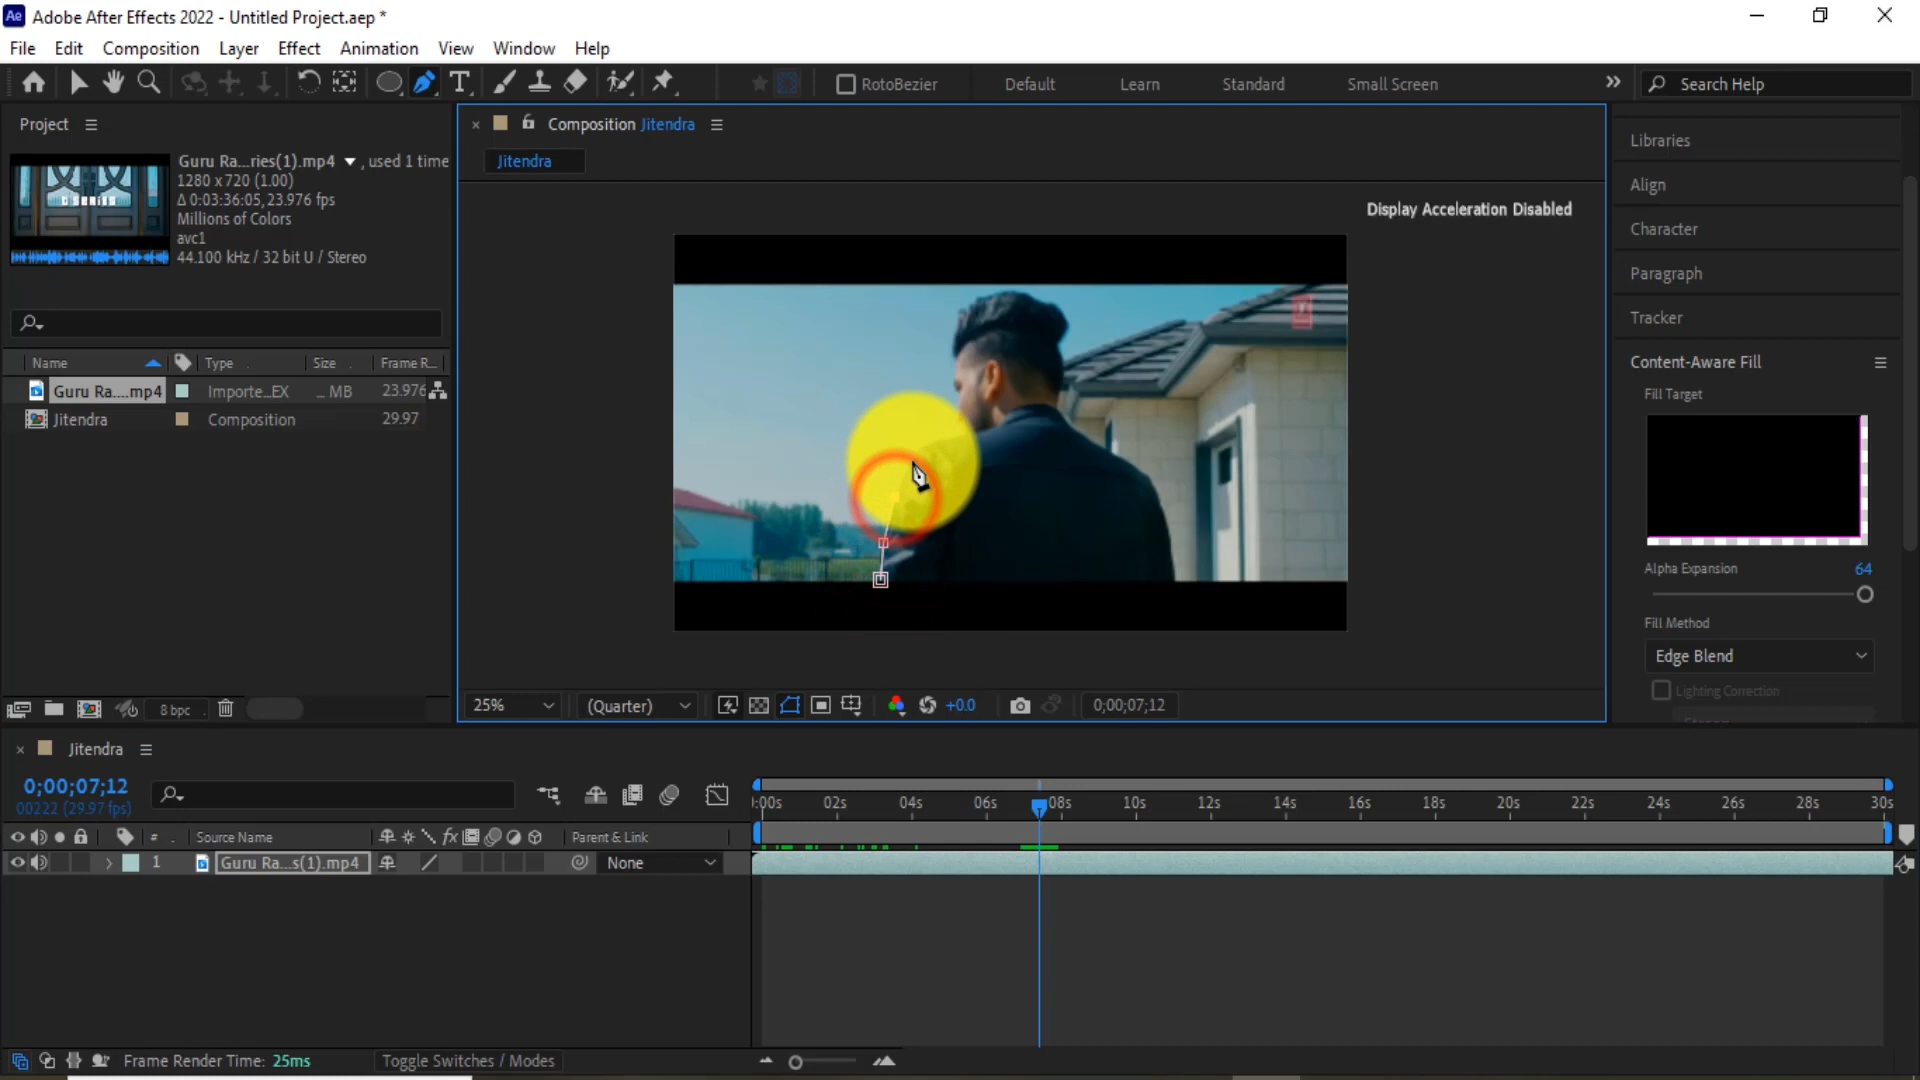 Ae Adobe After Effects 2022 - Untitled Project.aep *
File Edit Composition Layer Effect Animation View Window Help
T RotoBezier Default Learn Standard Small Screen Search Help
Project
Guru Ra...ries(1).mp4 , used 1 time
1280 x 720 (1.00)
Δ 0:03:36:05, 23.976 fps
Millions of Colors
avc1
44.100 kHz / 32 bit U / Stereo
Name Type Size Frame R...
Guru Ra....mp4 Importe...EX ... MB 23.976
Jitendra Composition 29.97
8 bpc
Composition Jitendra
Jitendra
Display Acceleration Disabled
25% (Quarter) +0.0 0;00;07;12
Libraries
Align
Character
Paragraph
Tracker
Content-Aware Fill
Fill Target
Alpha Expansion 64
Fill Method
Edge Blend
Lighting Correction
Jitendra
0;00;07;12
00222 (29.97 fps)
:00s 02s 04s 06s 08s 10s 12s 14s 16s 18s 20s 22s 24s 26s 28s 30s
# Source Name fx Parent & Link
1 Guru Ra...s(1).mp4 None
Frame Render Time: 25ms Toggle Switches / Modes